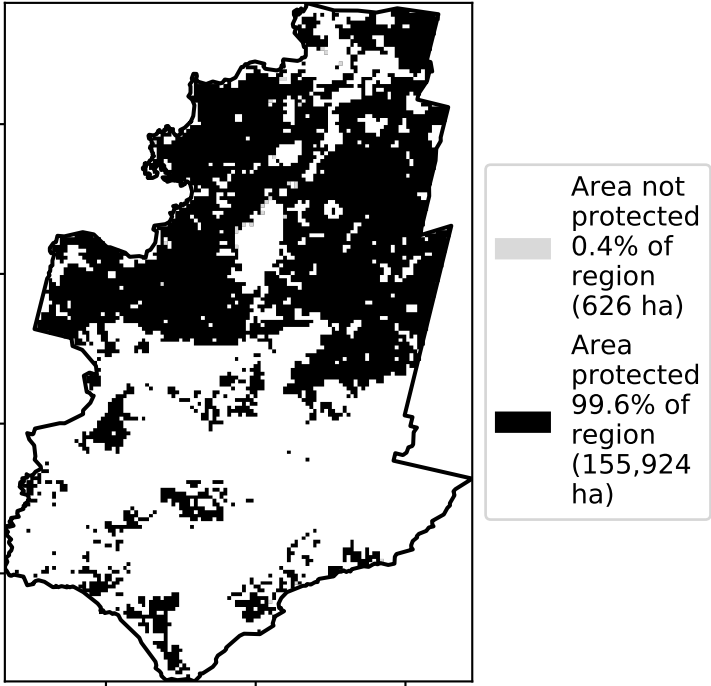 Area not
protected
0.4% of
region
(626 ha)
Area
protected
99.6% of
region
(155,924
ha)